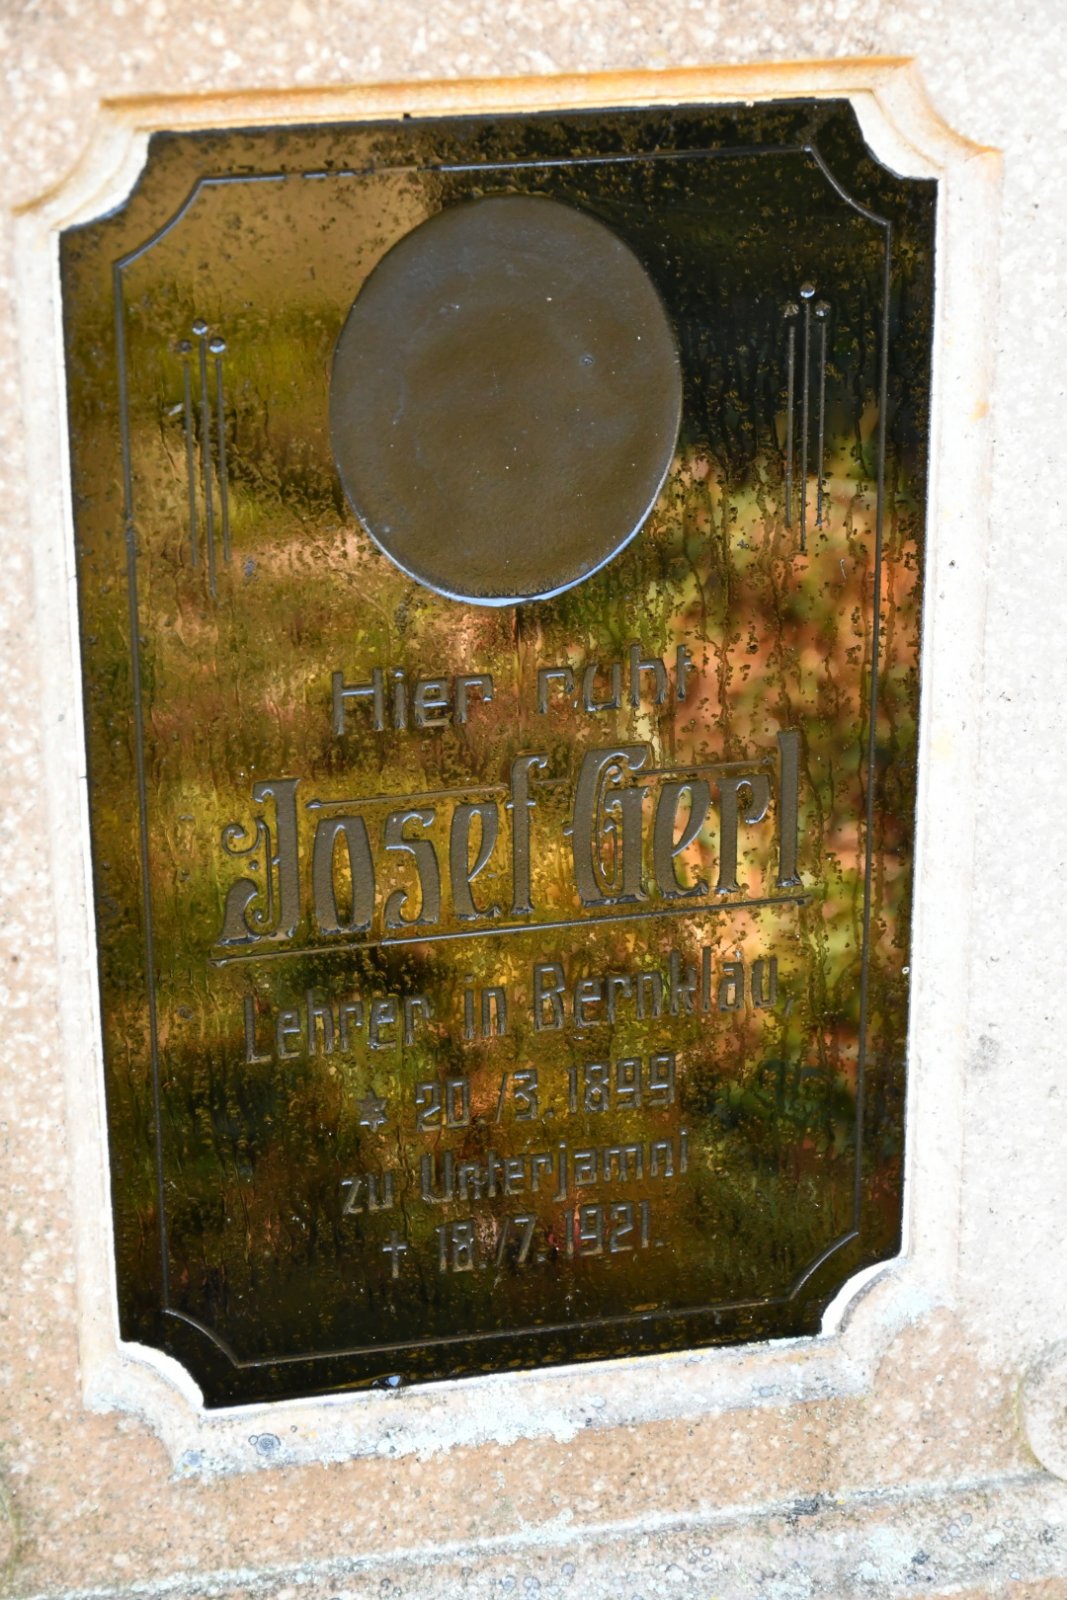 Hier ruht
Josef Gerl
Lehrer in Bernklau,
* 20./3. 1899
zu Unterjamni
† 18./7. 1921.